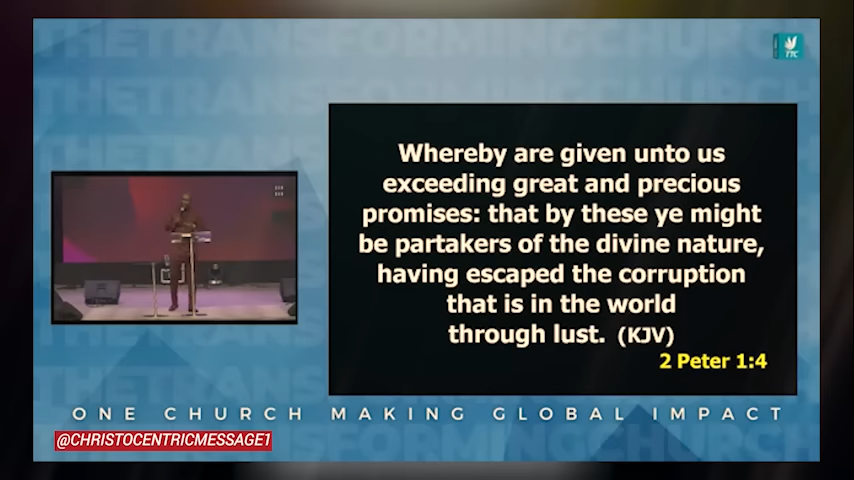 THETRANSFORMINGCHURCH
TTC
Whereby are given unto us
exceeding great and precious
promises: that by these ye might
be partakers of the divine nature,
having escaped the corruption
that is in the world
through lust. (KJV)
2 Peter 1:4
ONE CHURCH MAKING GLOBAL IMPACT
@CHRISTOCENTRICMESSAGE1